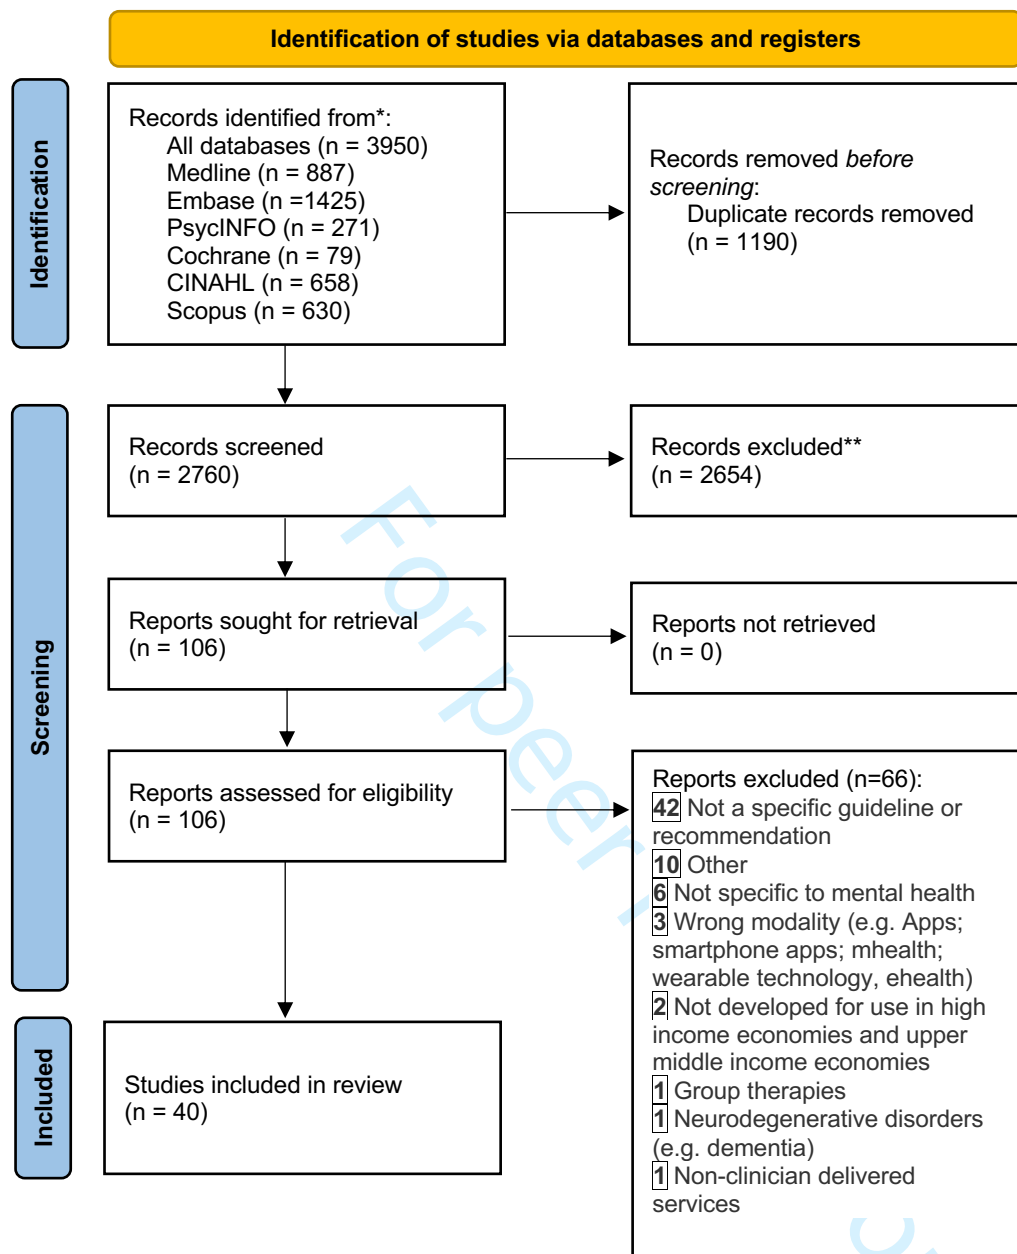 Identification of studies via databases and registers
Identification
Records identified from*:
All databases (n = 3950)
Medline (n = 887)
Embase (n =1425)
PsycINFO (n = 271)
Cochrane (n = 79)
CINAHL (n = 658)
Scopus (n = 630)
Records removed before
screening:
Duplicate records removed
(n = 1190)
Screening
Records screened
(n = 2760)
Records excluded**
(n = 2654)
Reports sought for retrieval
(n = 106)
Reports not retrieved
(n = 0)
Reports assessed for eligibility
(n = 106)
Reports excluded (n=66):
42 Not a specific guideline or
recommendation
10 Other
6 Not specific to mental health
3 Wrong modality (e.g. Apps;
smartphone apps; mhealth;
wearable technology, ehealth)
2 Not developed for use in high
income economies and upper
middle income economies
1 Group therapies
1 Neurodegenerative disorders
(e.g. dementia)
1 Non-clinician delivered
services
Included
Studies included in review
(n = 40)
For peer